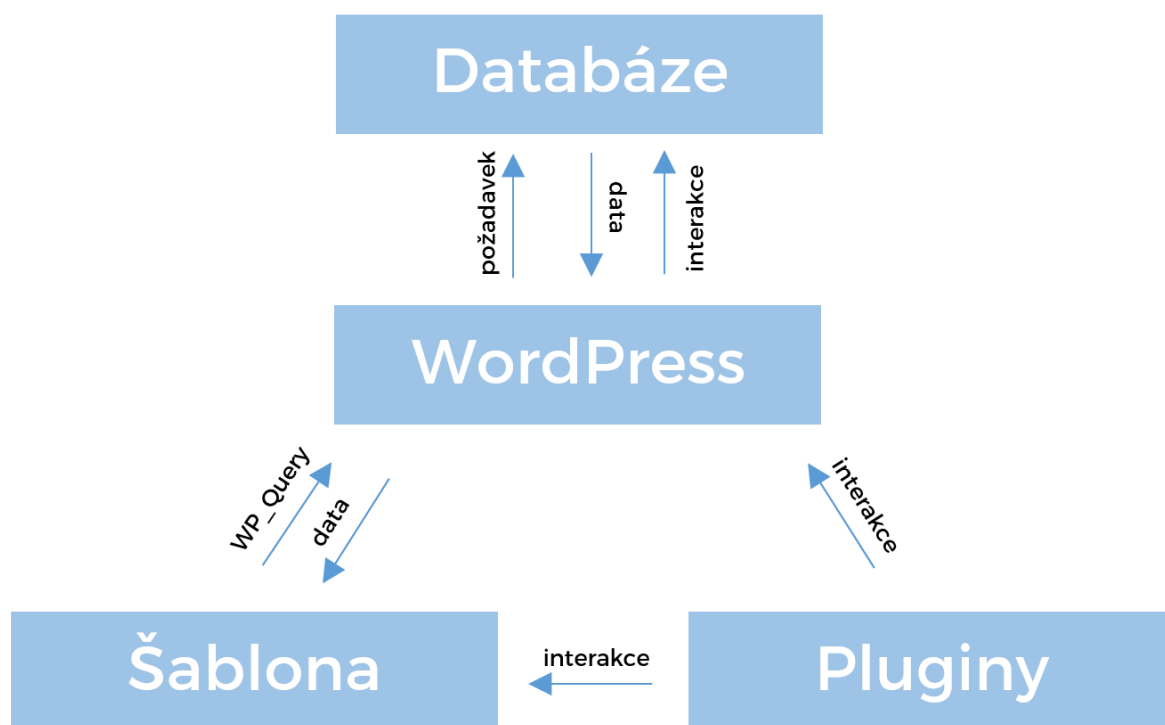 Databáze
požadavek
data
interakce
WordPress
WP_Query
data
interakce
Šablona
interakce
Pluginy